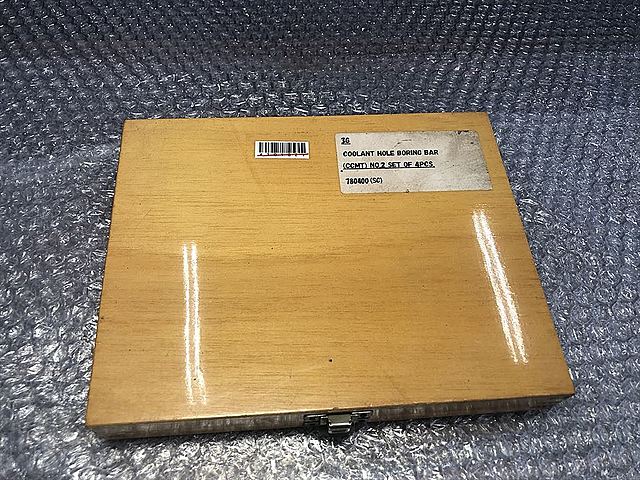 3G
COOLANT HOLE BORING BAR
(CCMT) NO.2 SET OF 4PCS.
780400 (SC)